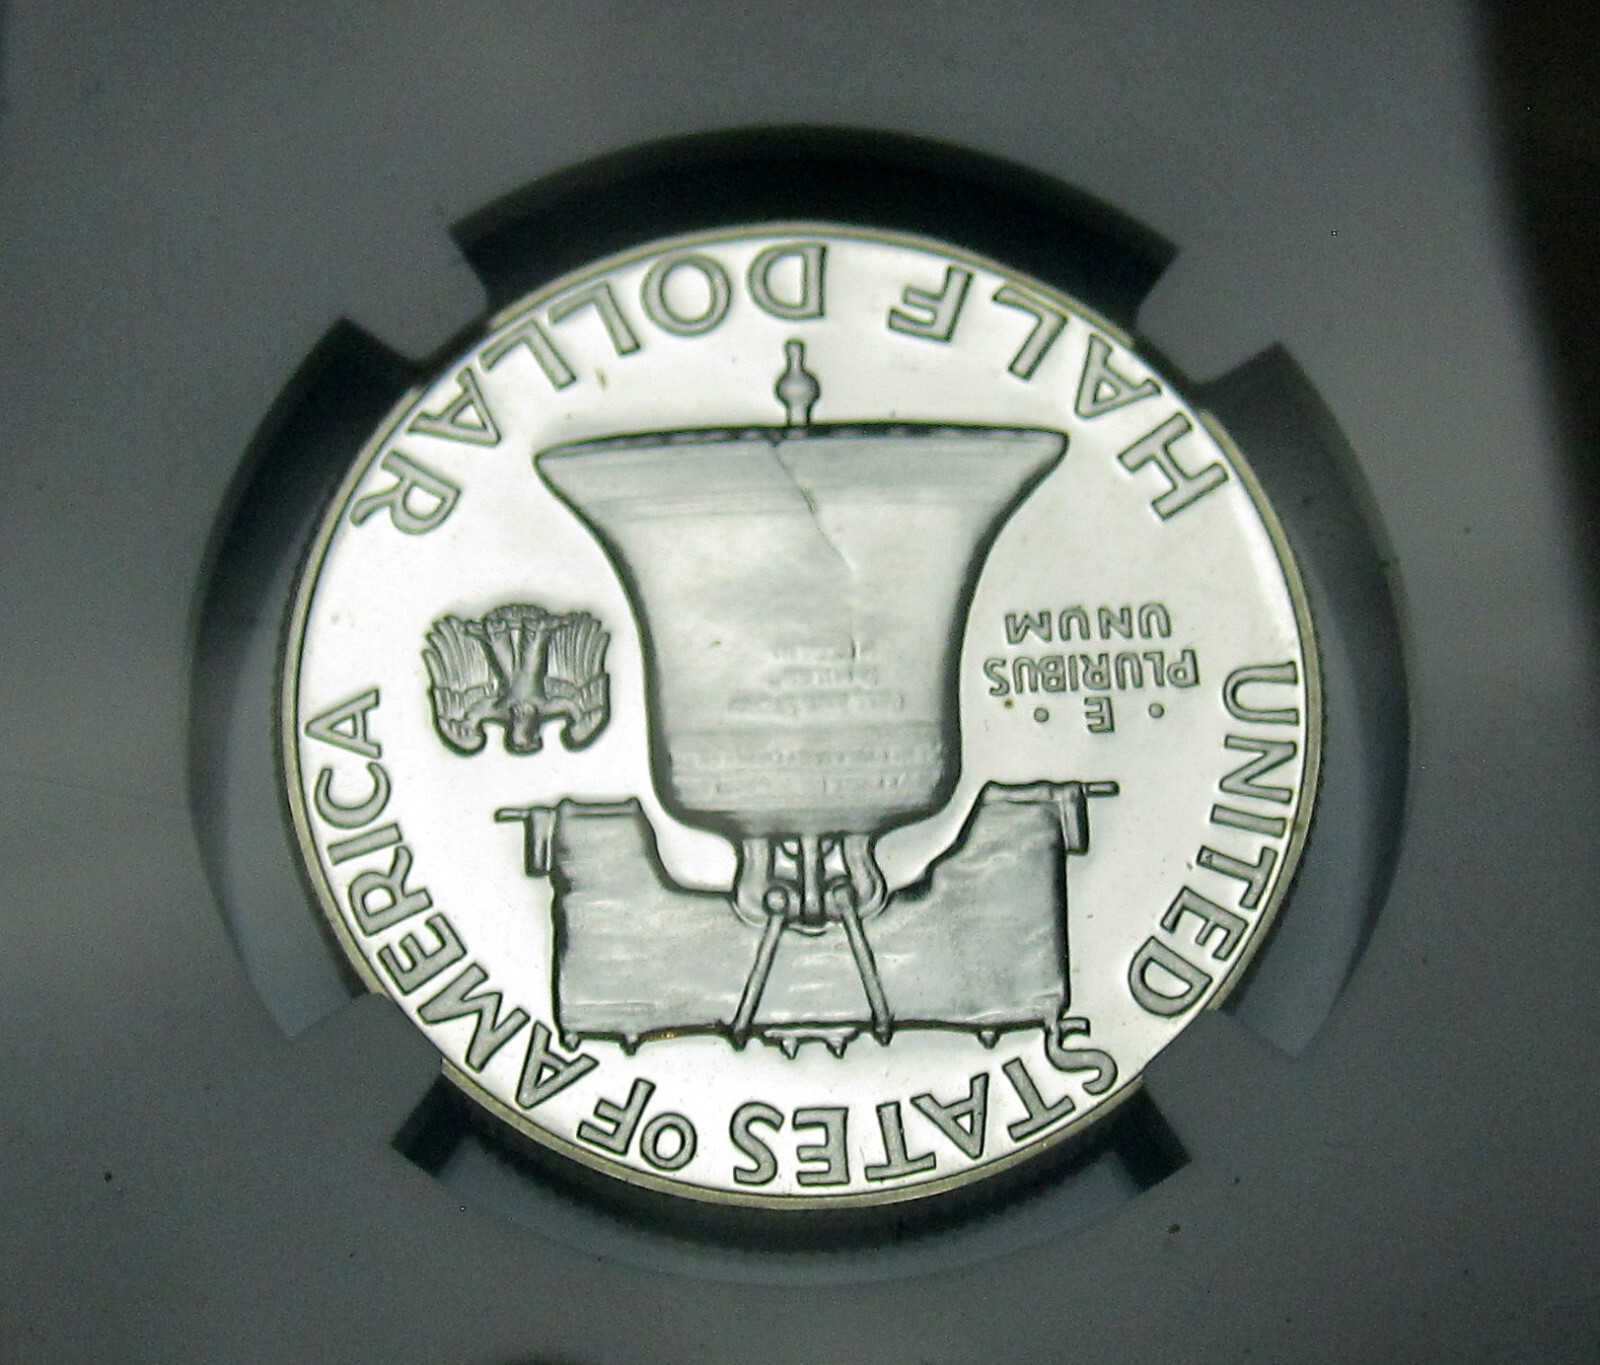 UNITED STATES OF AMERICA
· E ·
PLURIBUS
UNUM
HALF DOLLAR